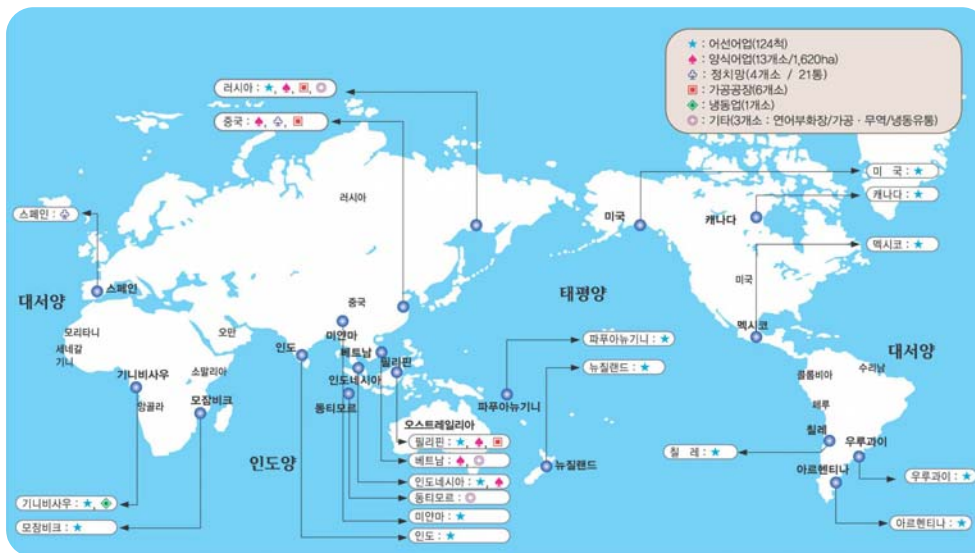 ★ : 어선어업(124척)
♠ : 양식어업(13개소/1,620ha)
♤ : 정치망(4개소 / 21통)
▣ : 가공공장(6개소)
◈ : 냉동업(1개소)
◎ : 기타(3개소 : 연어부화장/가공 · 무역/냉동유통)
러시아 : ★, ♠, ▣, ◎
중국 : ♠, ♤, ▣
스페인 : ♤
미 국 : ★
캐나다 : ★
멕시코 : ★
러시아
미국
캐나다
미국
멕시코
스페인
대서양
모리타니
세네갈
기니
오만
소말리아
기니비사우
앙골라
모잠비크
중국
미얀마
인도
베트남
필리핀
인도네시아
동티모르
태평양
파푸아뉴기니 : ★
뉴질랜드 : ★
파푸아뉴기니
오스트레일리아
뉴질랜드
인도양
대서양
콜롬비아
수리남
페루
칠레
우루과이
아르헨티나
필리핀 : ★, ♠, ▣
베트남 : ♠, ◎
인도네시아 : ★, ♠
동티모르 : ◎
미얀마 : ★
인도 : ★
기니비사우 : ★, ◈
모잠비크 : ★
칠 레 : ★
우루과이 : ★
아르헨티나 : ★